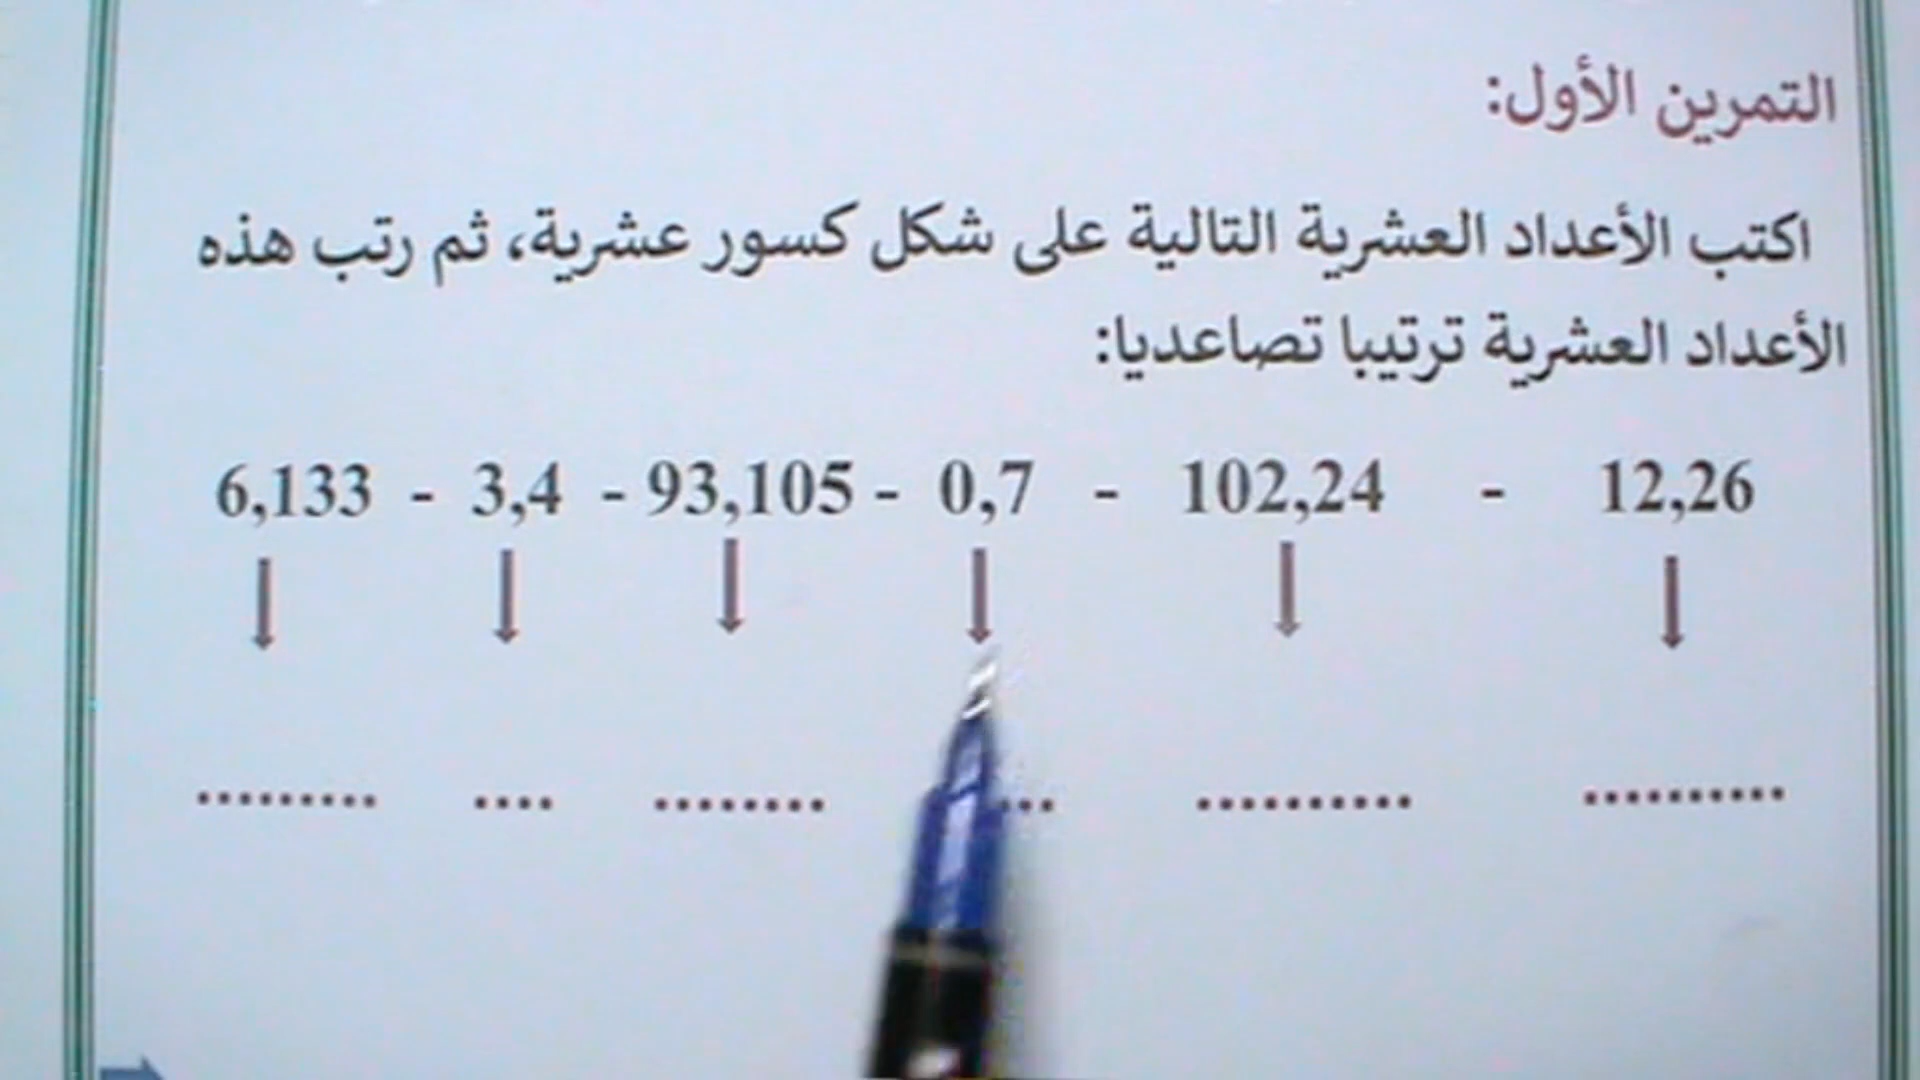 التمرين الأول:
اكتب الأعداد العشرية التالية على شكل كسور عشرية، ثم رتب هذه
الأعداد العشرية ترتيبا تصاعديا:
6,133 - 3,4 - 93,105 - 0,7 - 102,24 - 12,26
......... .... ........ ... .......... ..........